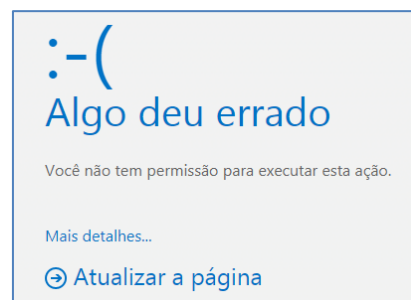 :-(
Algo deu errado
Você não tem permissão para executar esta ação.
Mais detalhes...
Atualizar a página